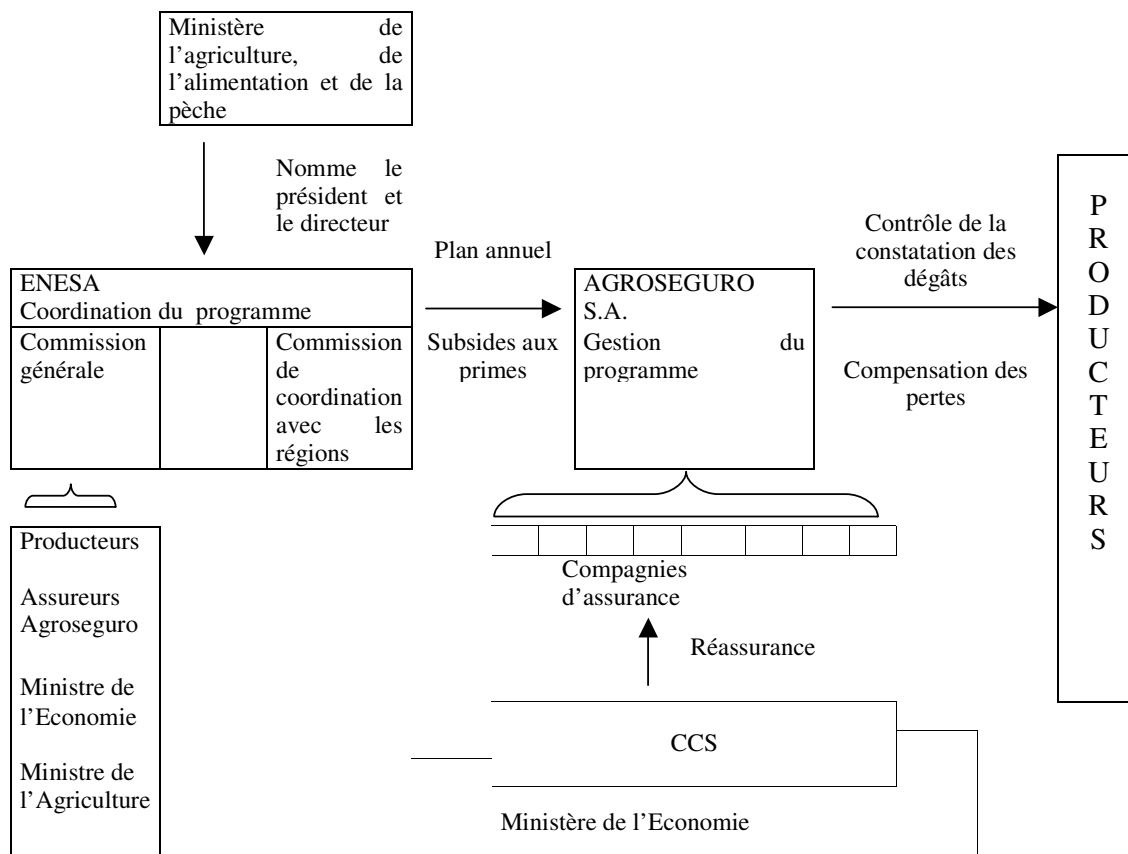 Ministère de
l'agriculture, de
l'alimentation et de la
pèche
Nomme le
président et
le directeur
ENESA
Coordination du programme
Commission
générale
Commission
de
coordination
avec les
régions
Plan annuel
Subsides aux
primes
AGROSEGURO
S.A.
Gestion du
programme
Contrôle de la
constatation des
dégâts
Compensation des
pertes
P
R
O
D
U
C
T
E
U
R
S
Producteurs
Assureurs
Agroseguro
Ministre de
l'Economie
Ministre de
l'Agriculture
Compagnies
d'assurance
Réassurance
CCS
Ministère de l'Economie